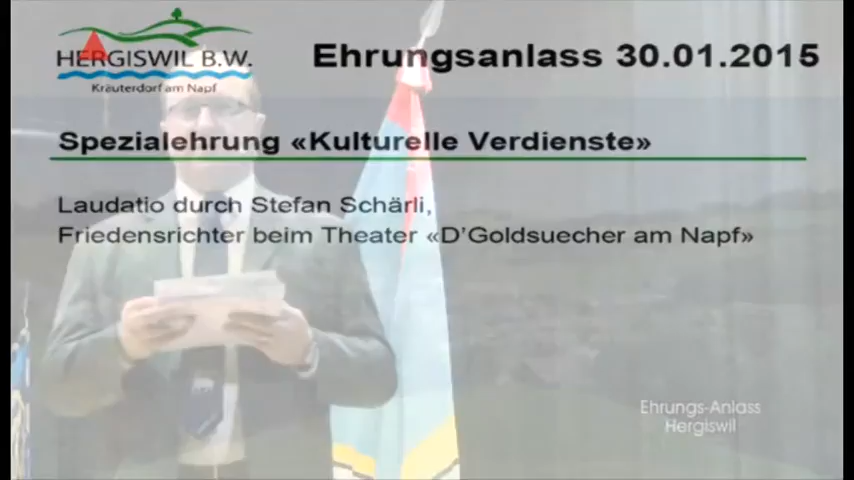 HERGISWIL B.W.
Kräuterdorf am Napf
Ehrungsanlass 30.01.2015
Spezialehrung «Kulturelle Verdienste»
Laudatio durch Stefan Schärli,
Friedensrichter beim Theater «D'Goldsuecher am Napf»
Ehrungs-Anlass
Hergiswil